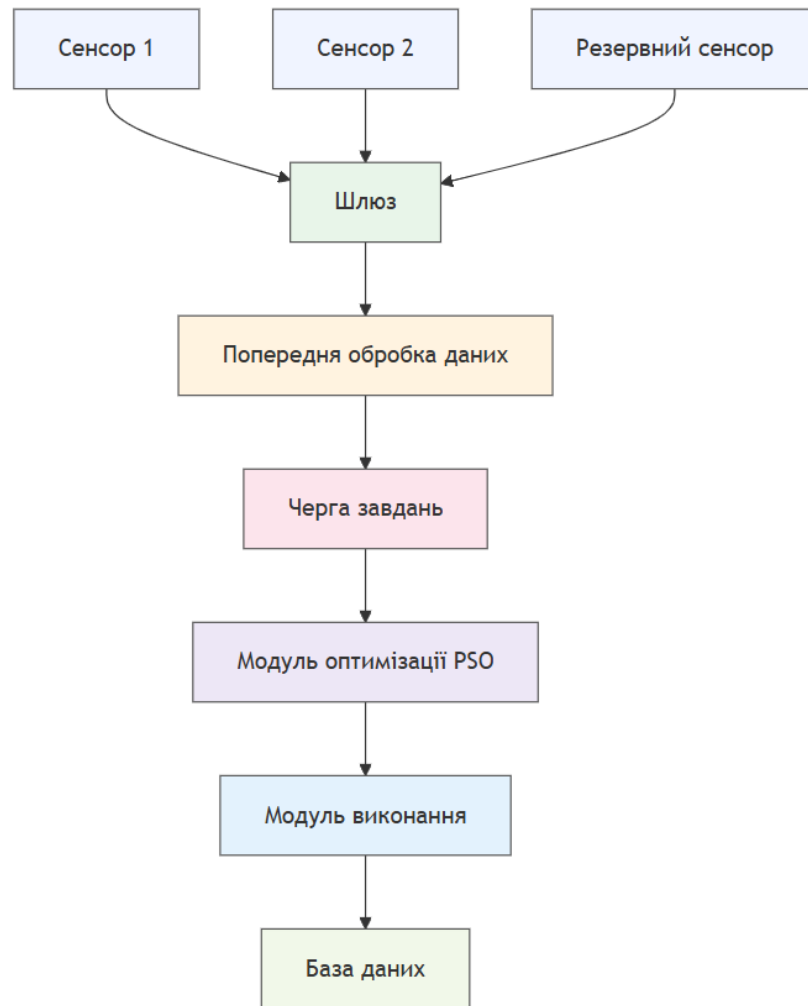 Сенсор 1
Сенсор 2
Резервний сенсор
Шлюз
Попередня обробка даних
Черга завдань
Модуль оптимізації PSO
Модуль виконання
База даних